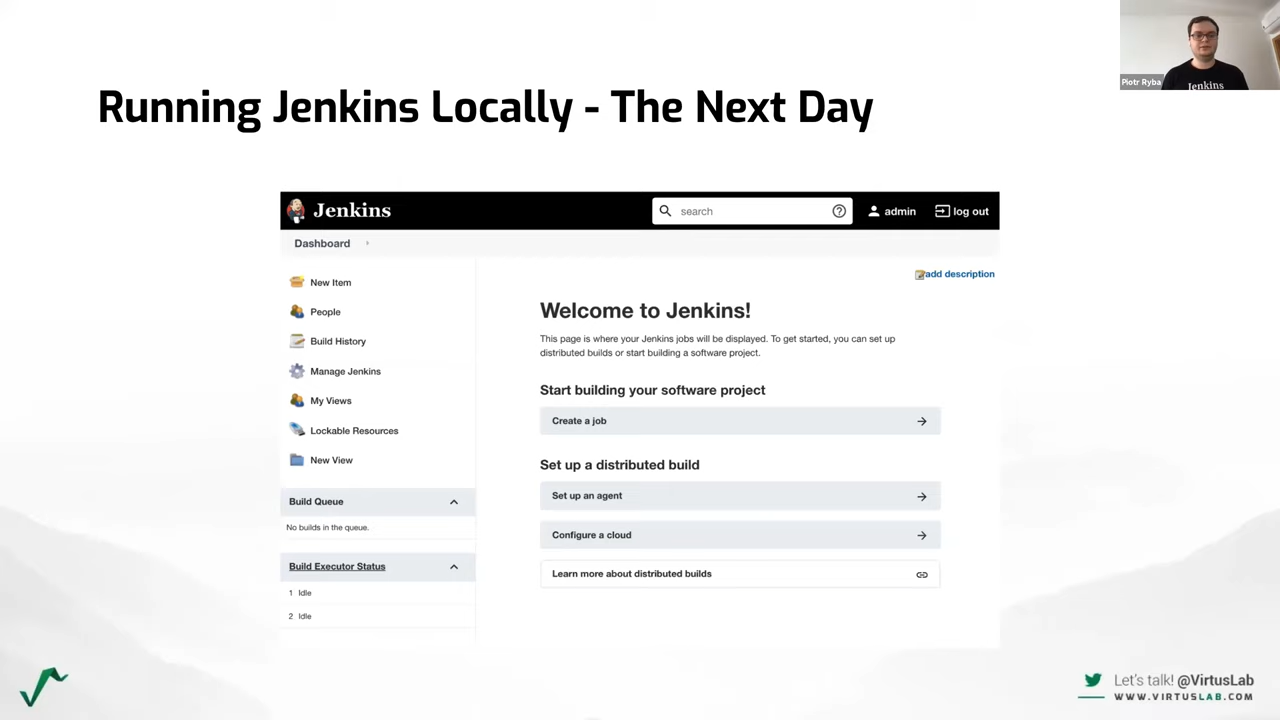 Piotr Ryba
Jenkins
Running Jenkins Locally - The Next Day
Jenkins
search
admin
log out
Dashboard
add description
New Item
People
Build History
Manage Jenkins
My Views
Lockable Resources
New View
Build Queue
No builds in the queue.
Build Executor Status
1 Idle
2 Idle
Welcome to Jenkins!
This page is where your Jenkins jobs will be displayed. To get started, you can set up
distributed builds or start building a software project.
Start building your software project
Create a job
Set up a distributed build
Set up an agent
Configure a cloud
Learn more about distributed builds
Let's talk! @VirtusLab
WWW.VIRTUSLAB.COM